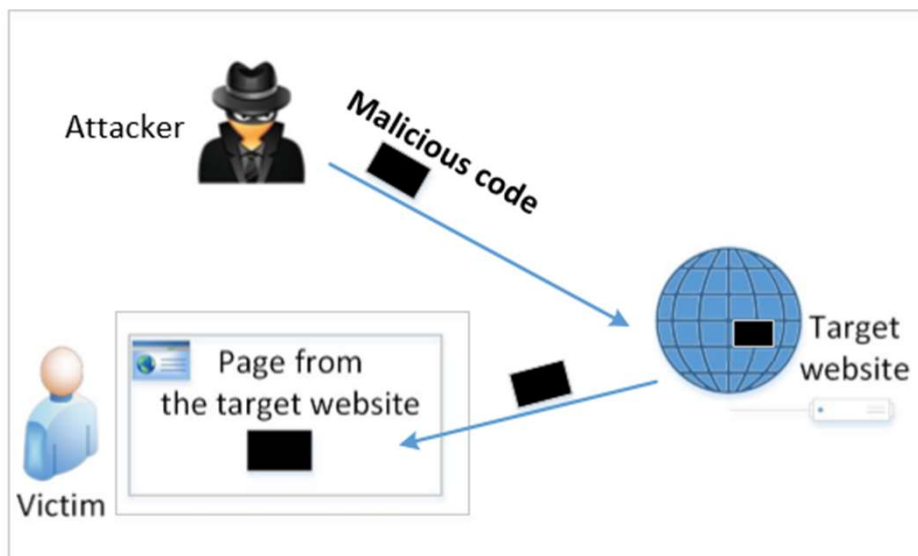 Attacker
Malicious code
Target
website
Page from
the target website
Victim